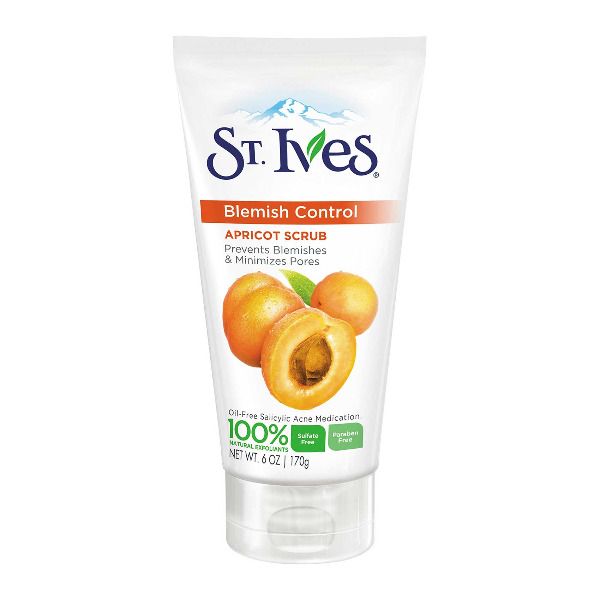 ST. IVES®
Blemish Control
APRICOT SCRUB
Prevents Blemishes
& Minimizes Pores
Oil-Free Salicylic Acne Medication
100%
NATURAL EXFOLIANTS
Sulfate
Free
Paraben
Free
NET WT. 6 OZ | 170g